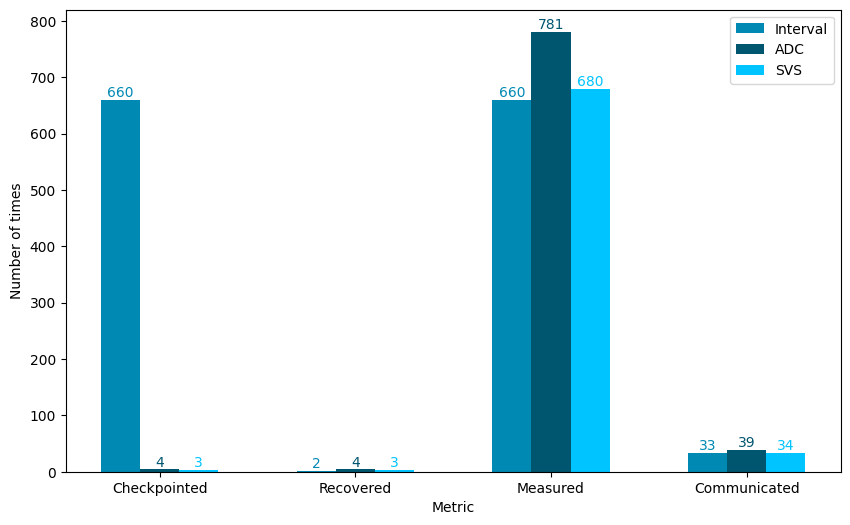 Interval
ADC
SVS
800
700
600
500
400
300
200
100
0
Number of times
660
4
3
2
4
3
660
781
680
33
39
34
Checkpointed
Recovered
Measured
Communicated
Metric